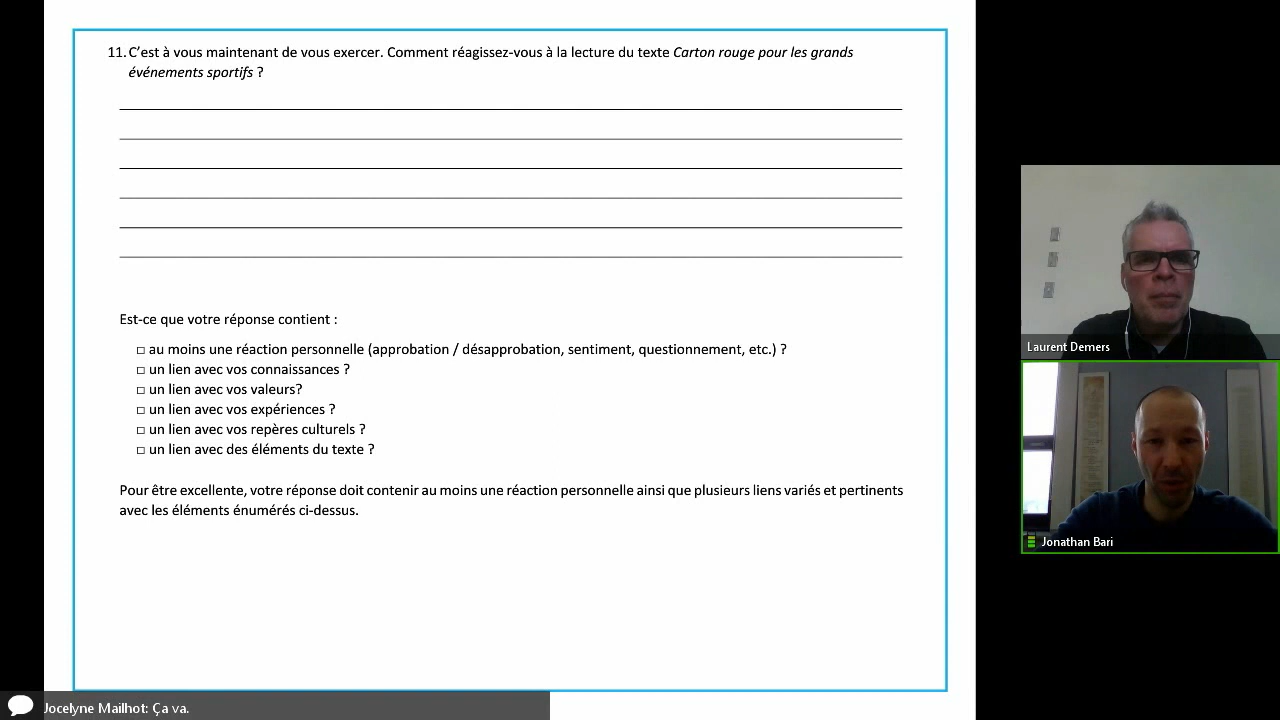 11. C’est à vous maintenant de vous exercer. Comment réagissez-vous à la lecture du texte Carton rouge pour les grands
événements sportifs ?
Est-ce que votre réponse contient :
□ au moins une réaction personnelle (approbation / désapprobation, sentiment, questionnement, etc.) ?
□ un lien avec vos connaissances ?
□ un lien avec vos valeurs?
□ un lien avec vos expériences ?
□ un lien avec vos repères culturels ?
□ un lien avec des éléments du texte ?
Pour être excellente, votre réponse doit contenir au moins une réaction personnelle ainsi que plusieurs liens variés et pertinents
avec les éléments énumérés ci-dessus.
Laurent Demers
Jonathan Bari
Jocelyne Mailhot: Ça va.